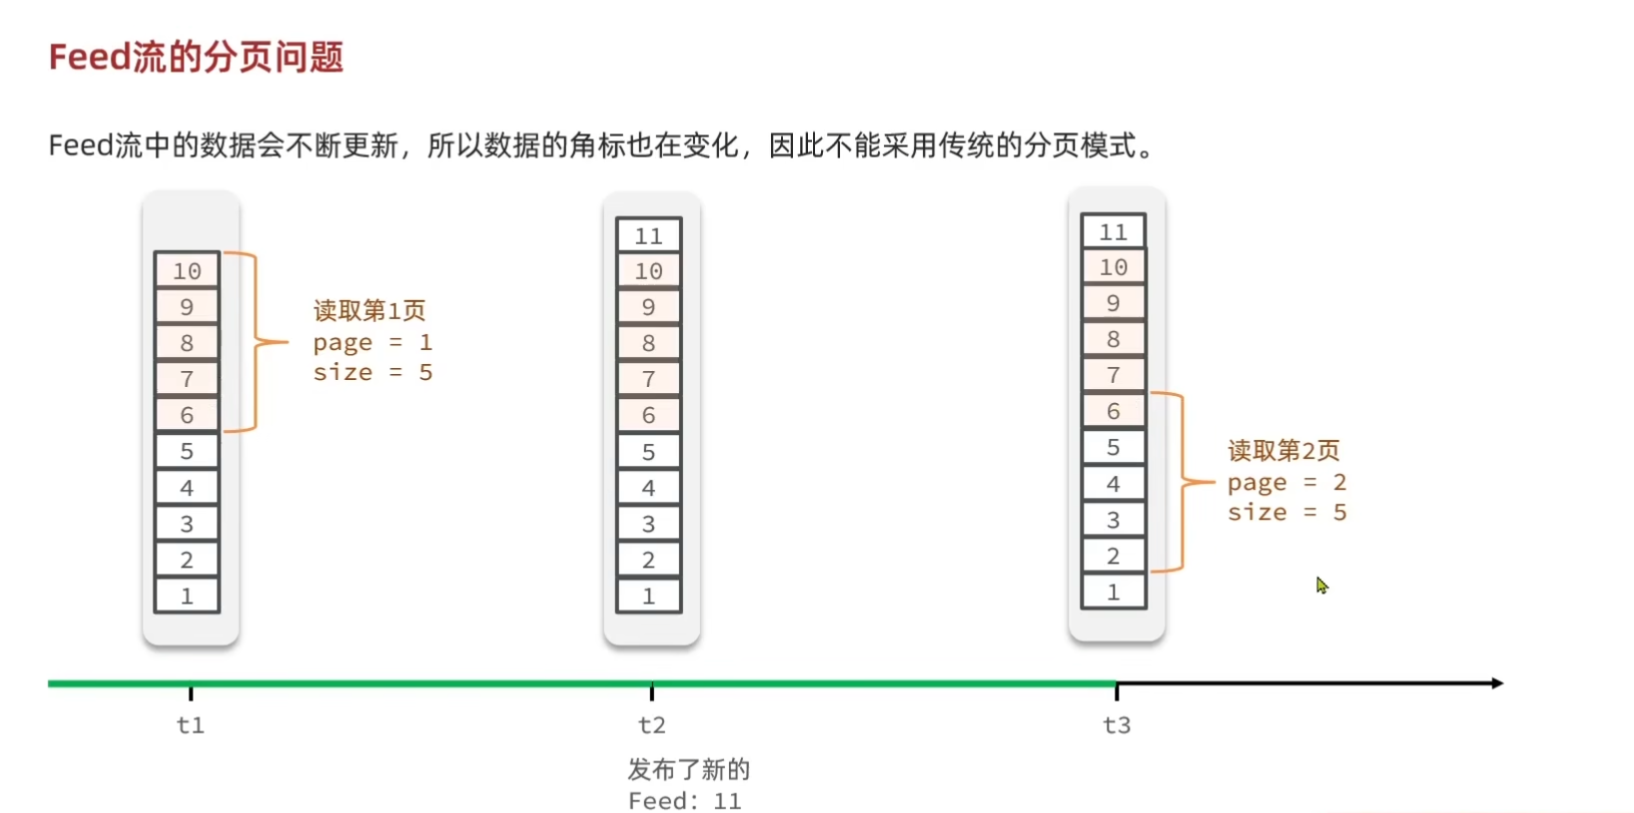 Feed流的分页问题
Feed流中的数据会不断更新，所以数据的角标也在变化，因此不能采用传统的分页模式。
10
9
8
7
6
5
4
3
2
1
读取第1页
page = 1
size = 5
11
10
9
8
7
6
5
4
3
2
1
11
10
9
8
7
6
5
4
3
2
1
读取第2页
page = 2
size = 5
t1
t2
t3
发布了新的
Feed：11